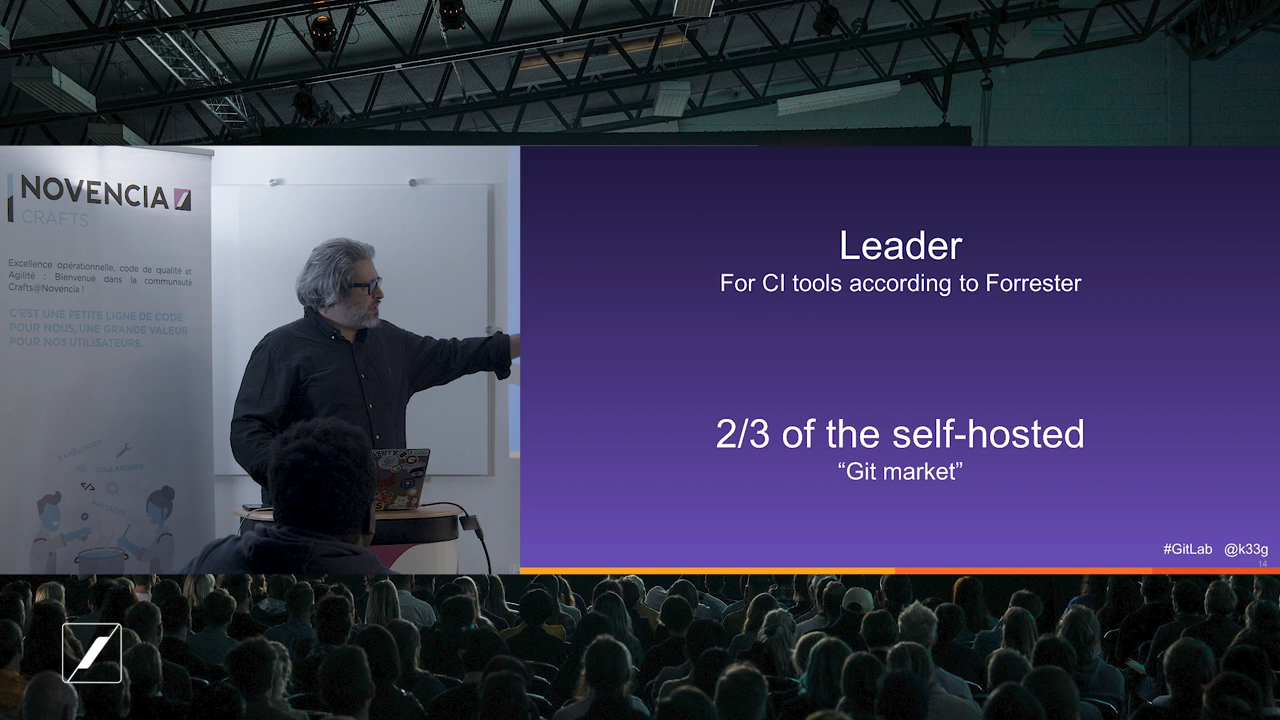 NOVENCIA
CRAFTS
Excellence opérationnelle, code de qualité et
Agilité : Bienvenue dans la communauté
Crafts@Novencia !
C'EST UNE PETITE LIGNE DE CODE
POUR NOUS, UNE GRANDE VALEUR
POUR NOS UTILISATEURS.
COLLABORER
Leader
For CI tools according to Forrester
2/3 of the self-hosted
“Git market”
#GitLab @k33g
14